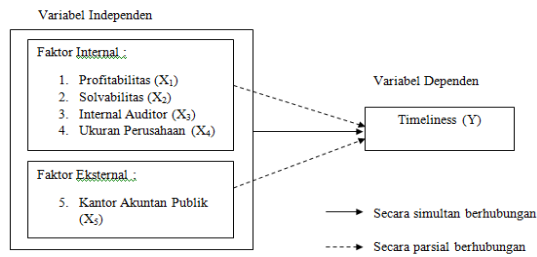 Variabel Independen
Faktor Internal :
1. Profitabilitas (X1)
2. Solvabilitas (X2)
3. Internal Auditor (X3)
4. Ukuran Perusahaan (X4)
Faktor Eksternal :
5. Kantor Akuntan Publik
(X5)
Variabel Dependen
Timeliness (Y)
Secara simultan berhubungan
Secara parsial berhubungan